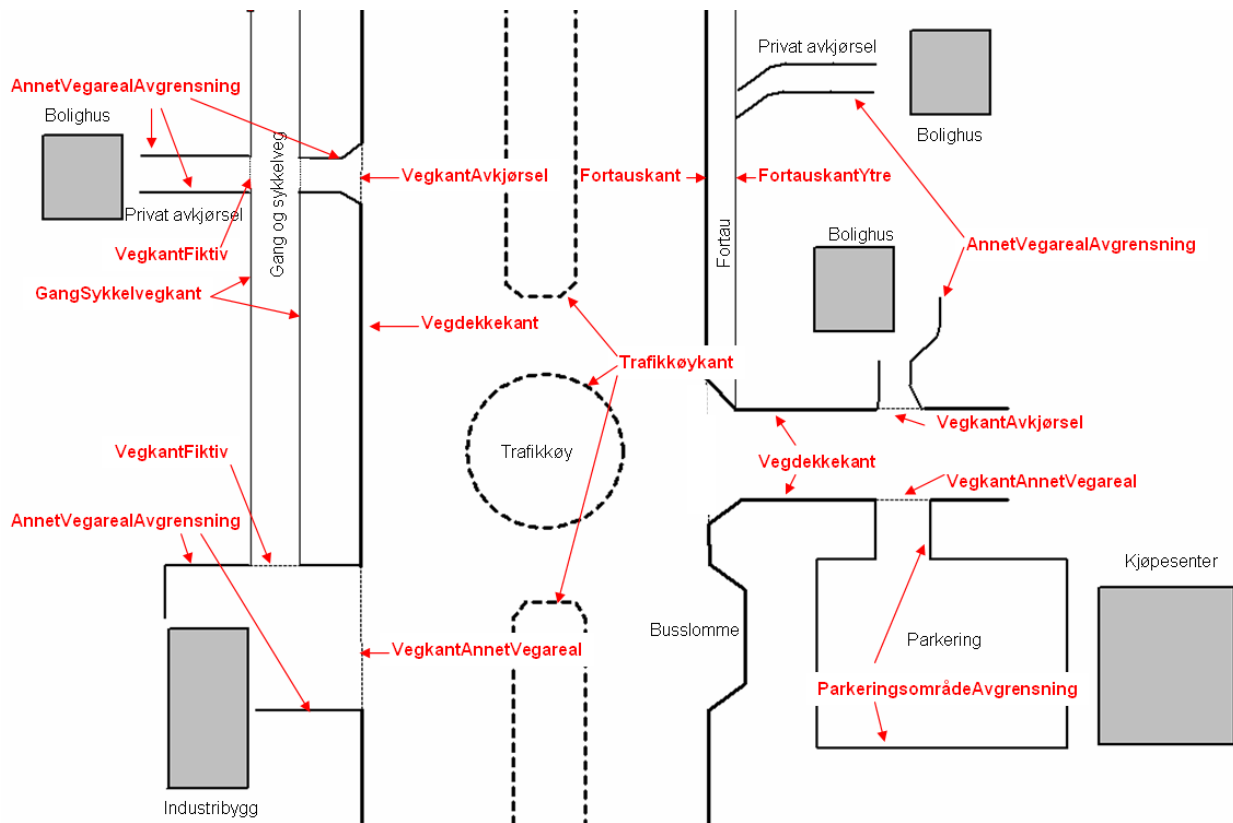 Privat avkjørsel
AnnetVegarealAvgrensning
Bolighus
Bolighus
Gang og sykkelveg
VegkantAvkjørsel
Fortauskant
FortauskantYtre
Privat avkjørsel
Fortau
VegkantFiktiv
Bolighus
AnnetVegarealAvgrensning
GangSykkelvegkant
Vegdekkekant
Trafikkøykant
VegkantAvkjørsel
VegkantFiktiv
Trafikkøy
Vegdekkekant
VegkantAnnetVegareal
AnnetVegarealAvgrensning
Kjøpesenter
Busslomme
Parkering
VegkantAnnetVegareal
ParkeringsområdeAvgrensning
Industribygg